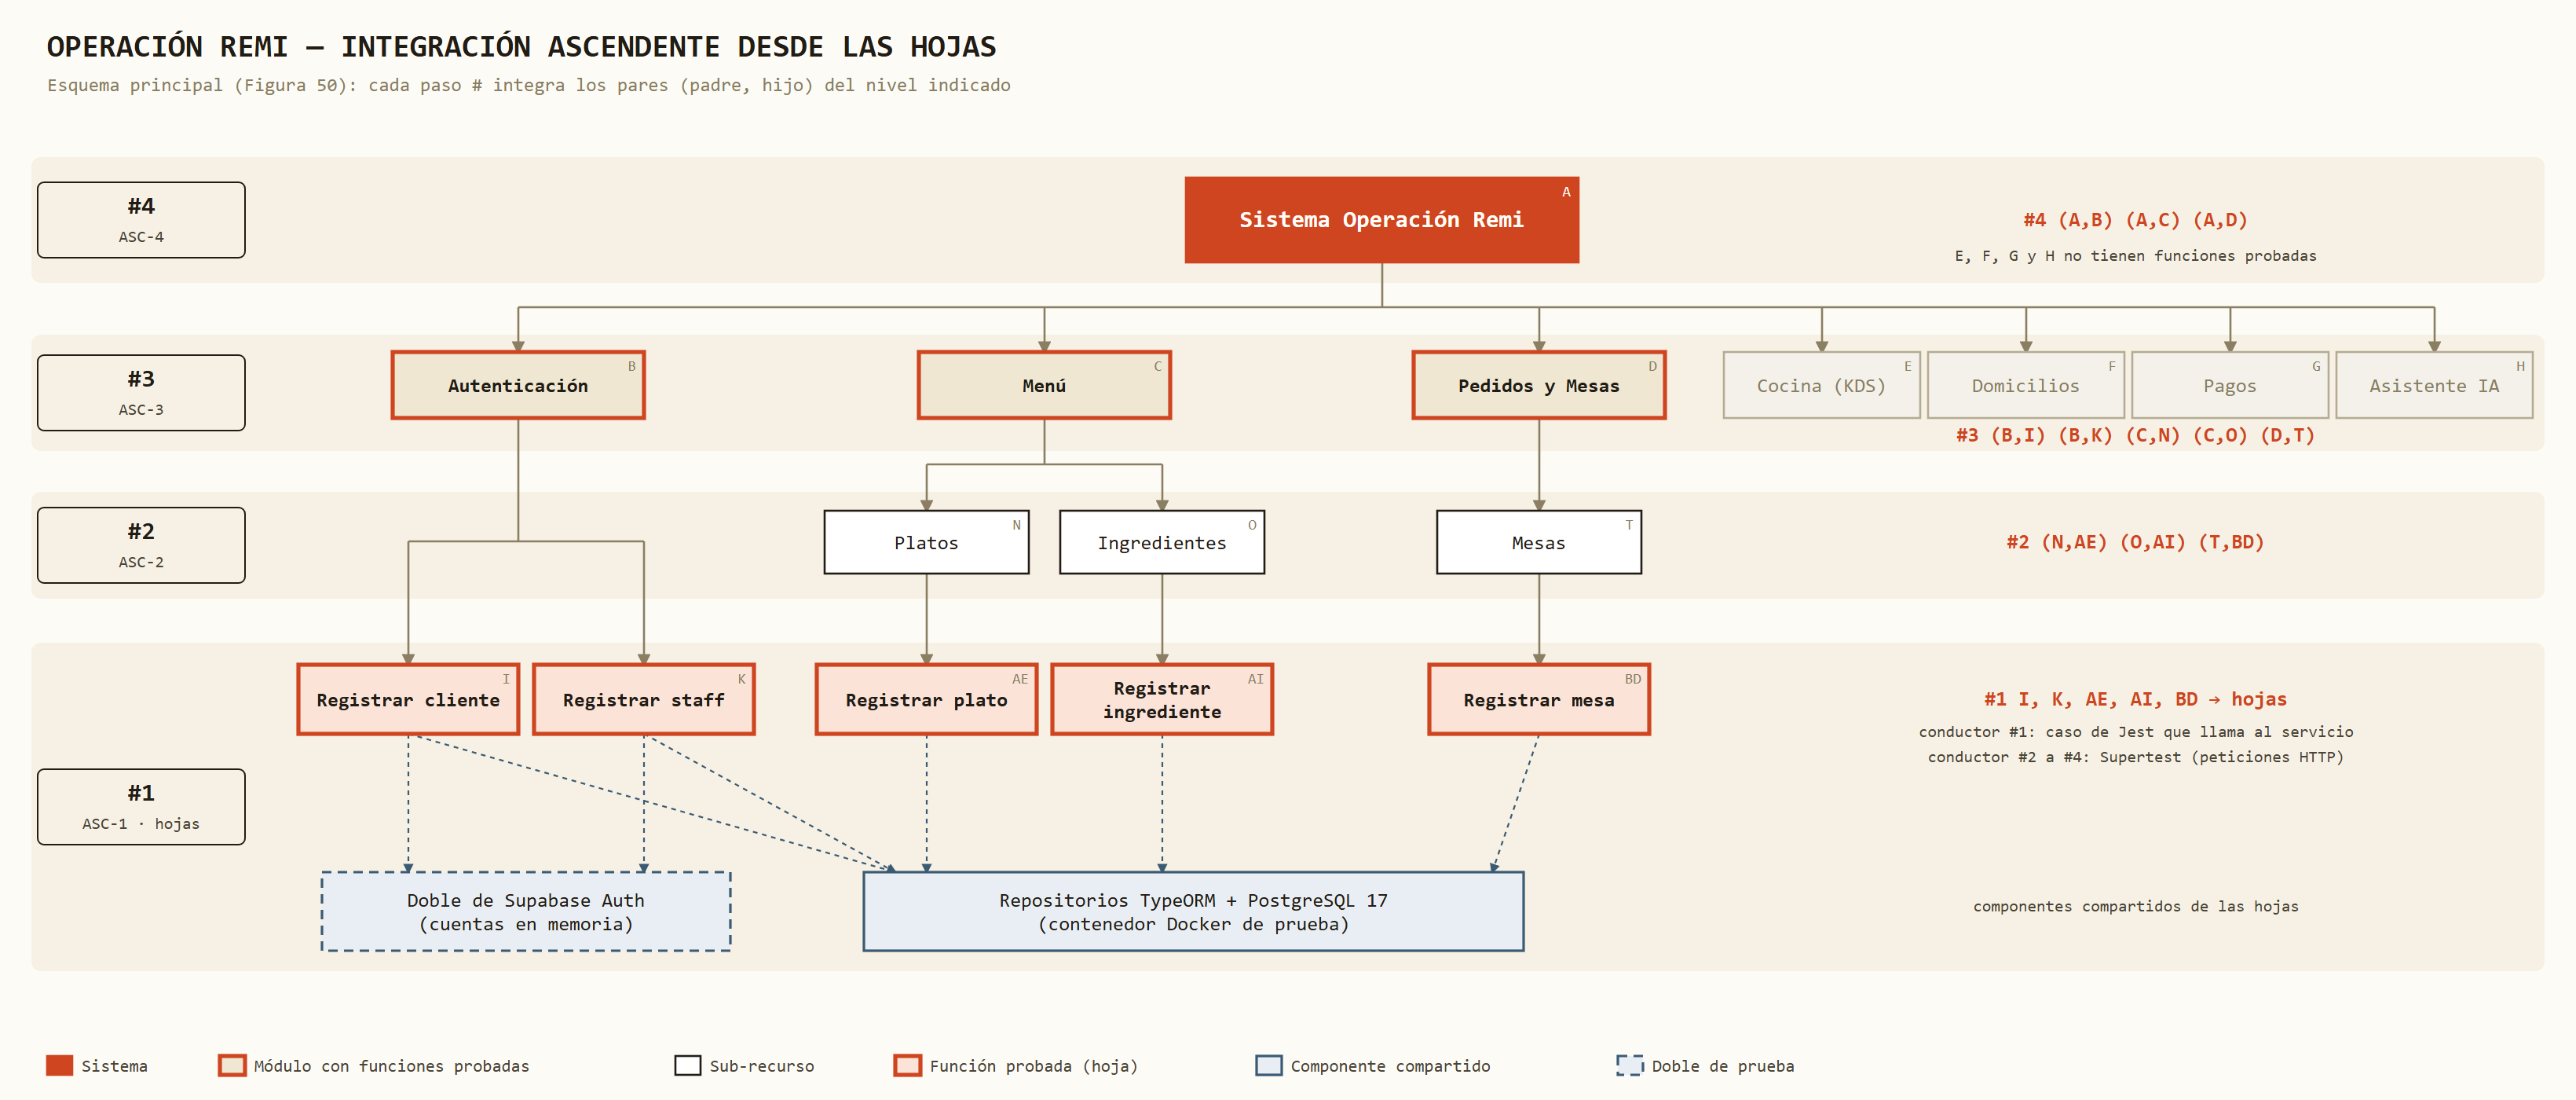 OPERACIÓN REMI — INTEGRACIÓN ASCENDENTE DESDE LAS HOJAS
Esquema principal (Figura 50): cada paso # integra los pares (padre, hijo) del nivel indicado
#4
ASC-4
A
Sistema Operación Remi
#4 (A,B) (A,C) (A,D)
E, F, G y H no tienen funciones probadas
#3
ASC-3
B
Autenticación
C
Menú
D
Pedidos y Mesas
E
Cocina (KDS)
F
Domicilios
G
Pagos
H
Asistente IA
#3 (B,I) (B,K) (C,N) (C,O) (D,T)
#2
ASC-2
N
Platos
O
Ingredientes
T
Mesas
#2 (N,AE) (O,AI) (T,BD)
I
Registrar cliente
K
Registrar staff
AE
Registrar plato
AI
Registrar
ingrediente
BD
Registrar mesa
#1 I, K, AE, AI, BD → hojas
conductor #1: caso de Jest que llama al servicio
conductor #2 a #4: Supertest (peticiones HTTP)
#1
ASC-1 · hojas
Doble de Supabase Auth
(cuentas en memoria)
Repositorios TypeORM + PostgreSQL 17
(contenedor Docker de prueba)
componentes compartidos de las hojas
Sistema
Módulo con funciones probadas
Sub-recurso
Función probada (hoja)
Componente compartido
Doble de prueba